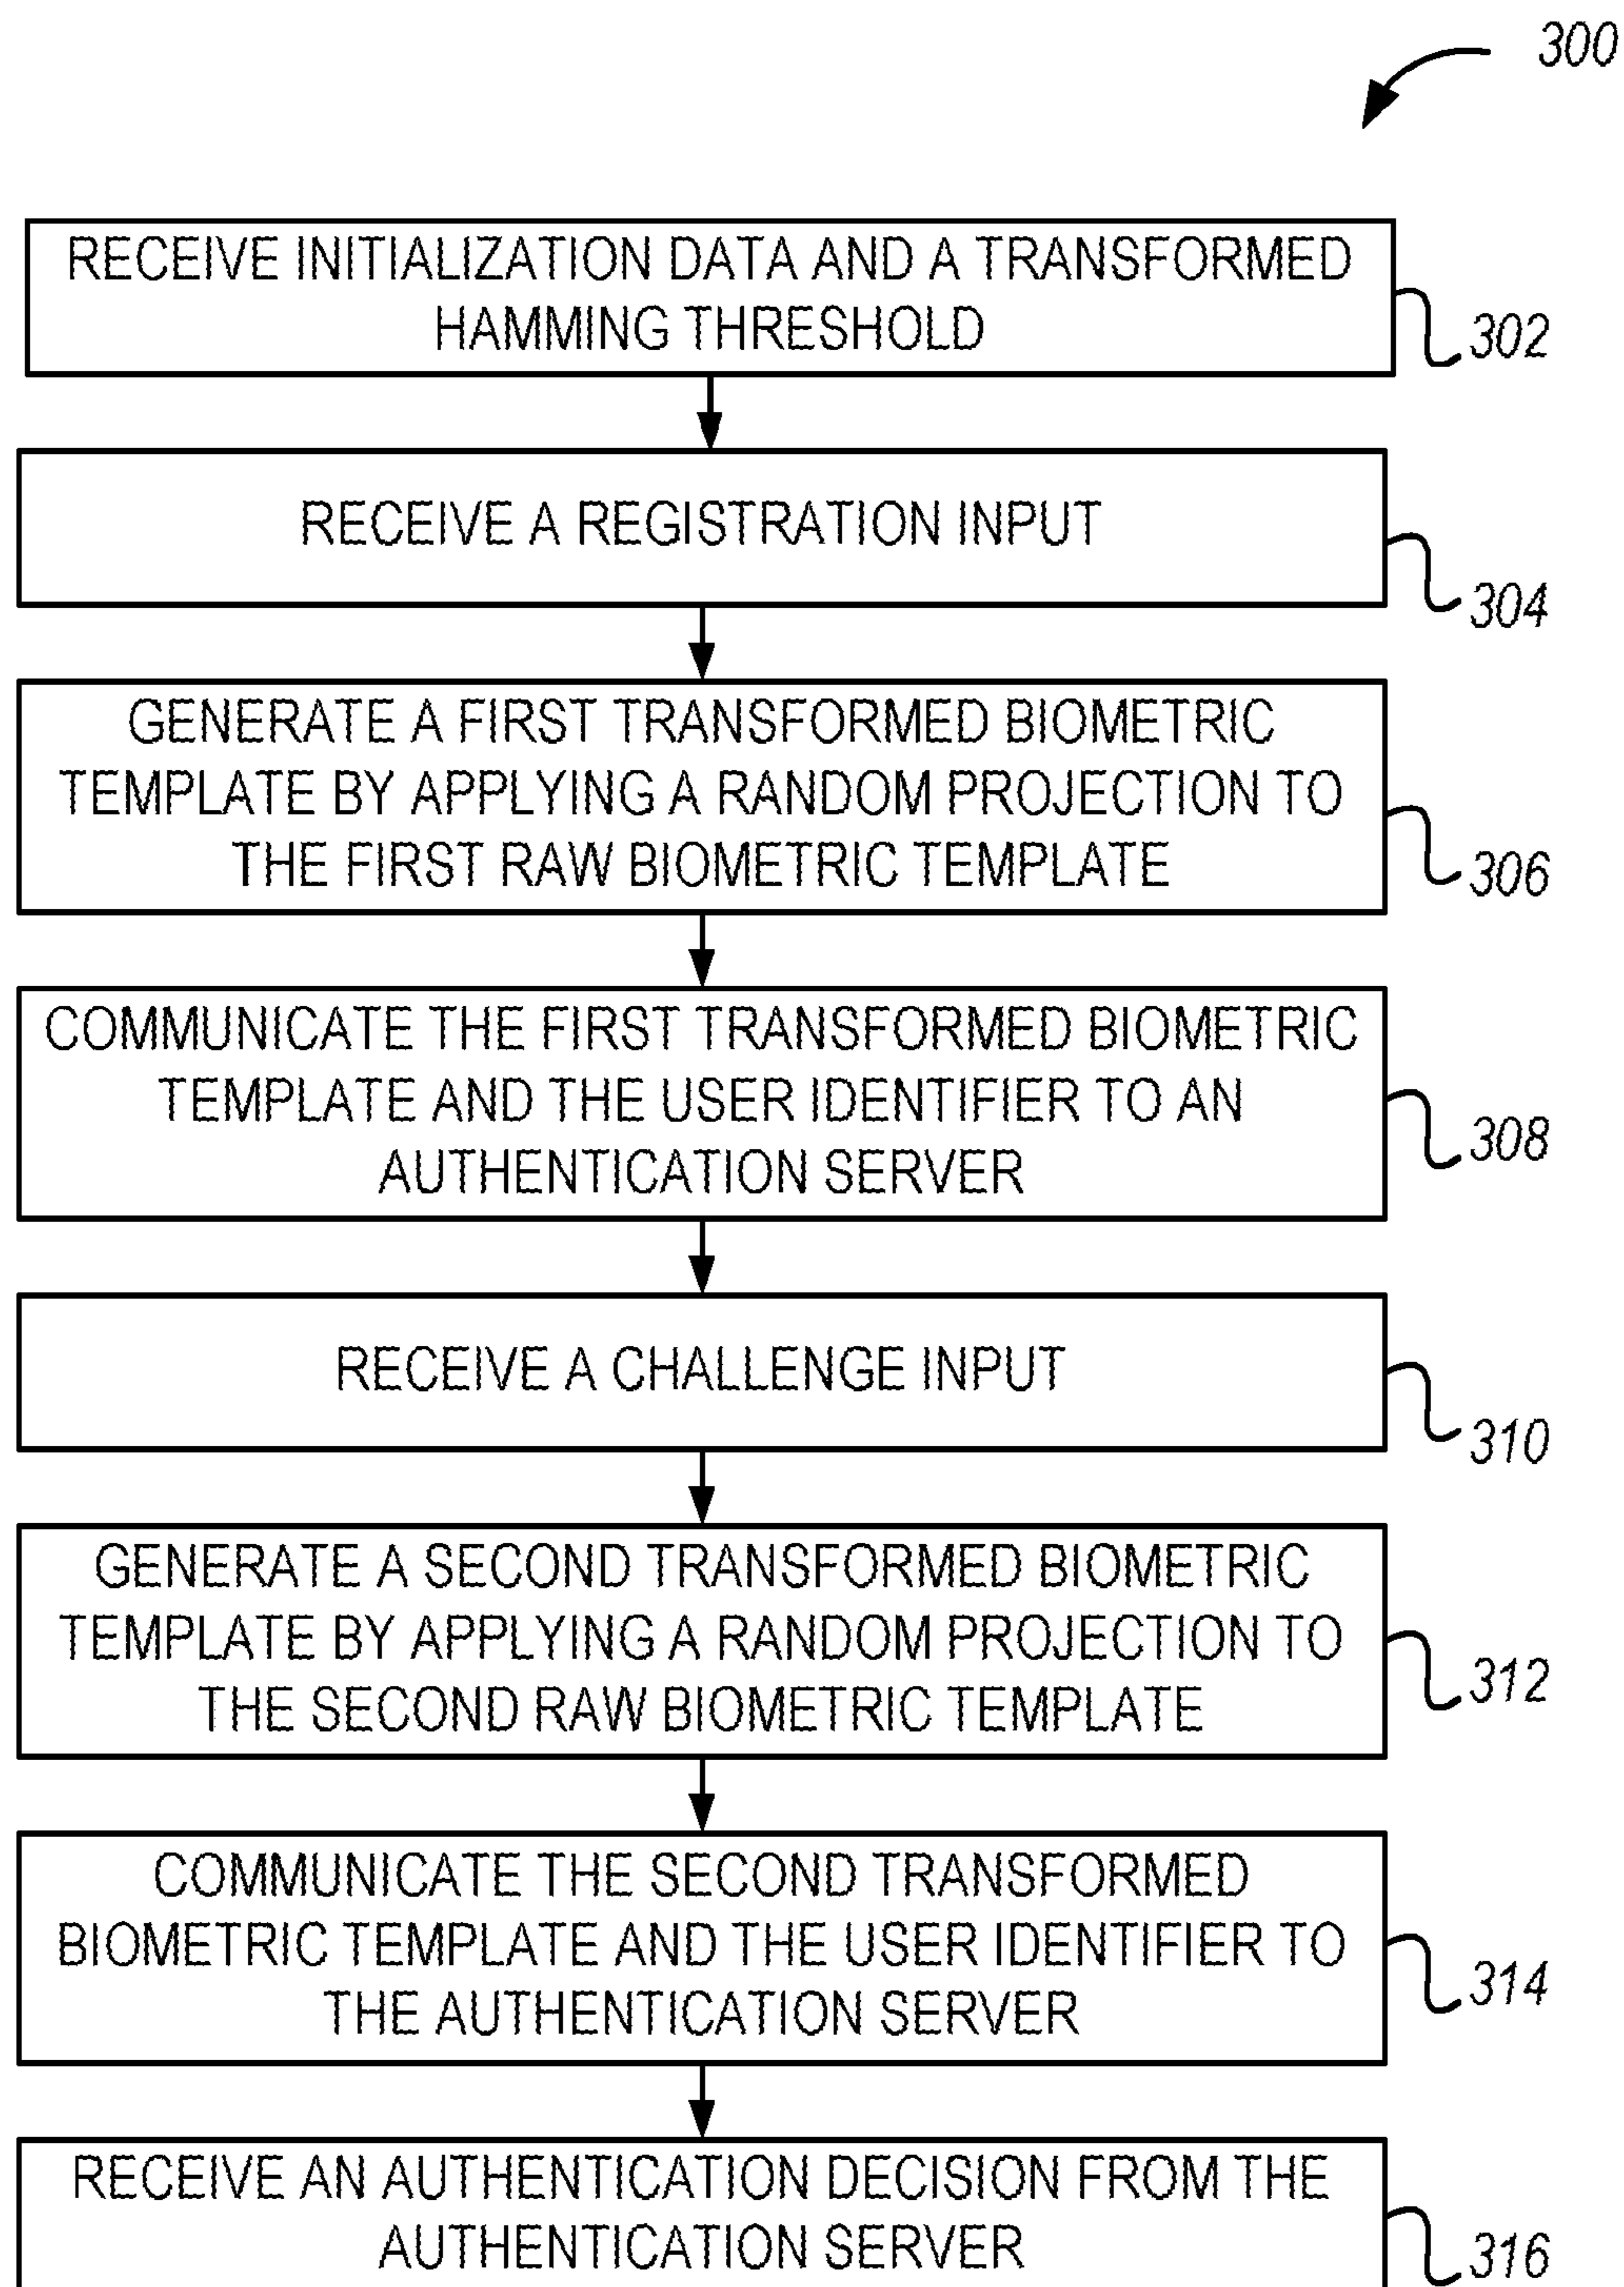 300
RECEIVE INITIALIZATION DATA AND A TRANSFORMED
HAMMING THRESHOLD
302
RECEIVE A REGISTRATION INPUT
304
GENERATE A FIRST TRANSFORMED BIOMETRIC
TEMPLATE BY APPLYING A RANDOM PROJECTION TO
THE FIRST RAW BIOMETRIC TEMPLATE
306
COMMUNICATE THE FIRST TRANSFORMED BIOMETRIC
TEMPLATE AND THE USER IDENTIFIER TO AN
AUTHENTICATION SERVER
308
RECEIVE A CHALLENGE INPUT
310
GENERATE A SECOND TRANSFORMED BIOMETRIC
TEMPLATE BY APPLYING A RANDOM PROJECTION TO
THE SECOND RAW BIOMETRIC TEMPLATE
312
COMMUNICATE THE SECOND TRANSFORMED
BIOMETRIC TEMPLATE AND THE USER IDENTIFIER TO
THE AUTHENTICATION SERVER
314
RECEIVE AN AUTHENTICATION DECISION FROM THE
AUTHENTICATION SERVER
316